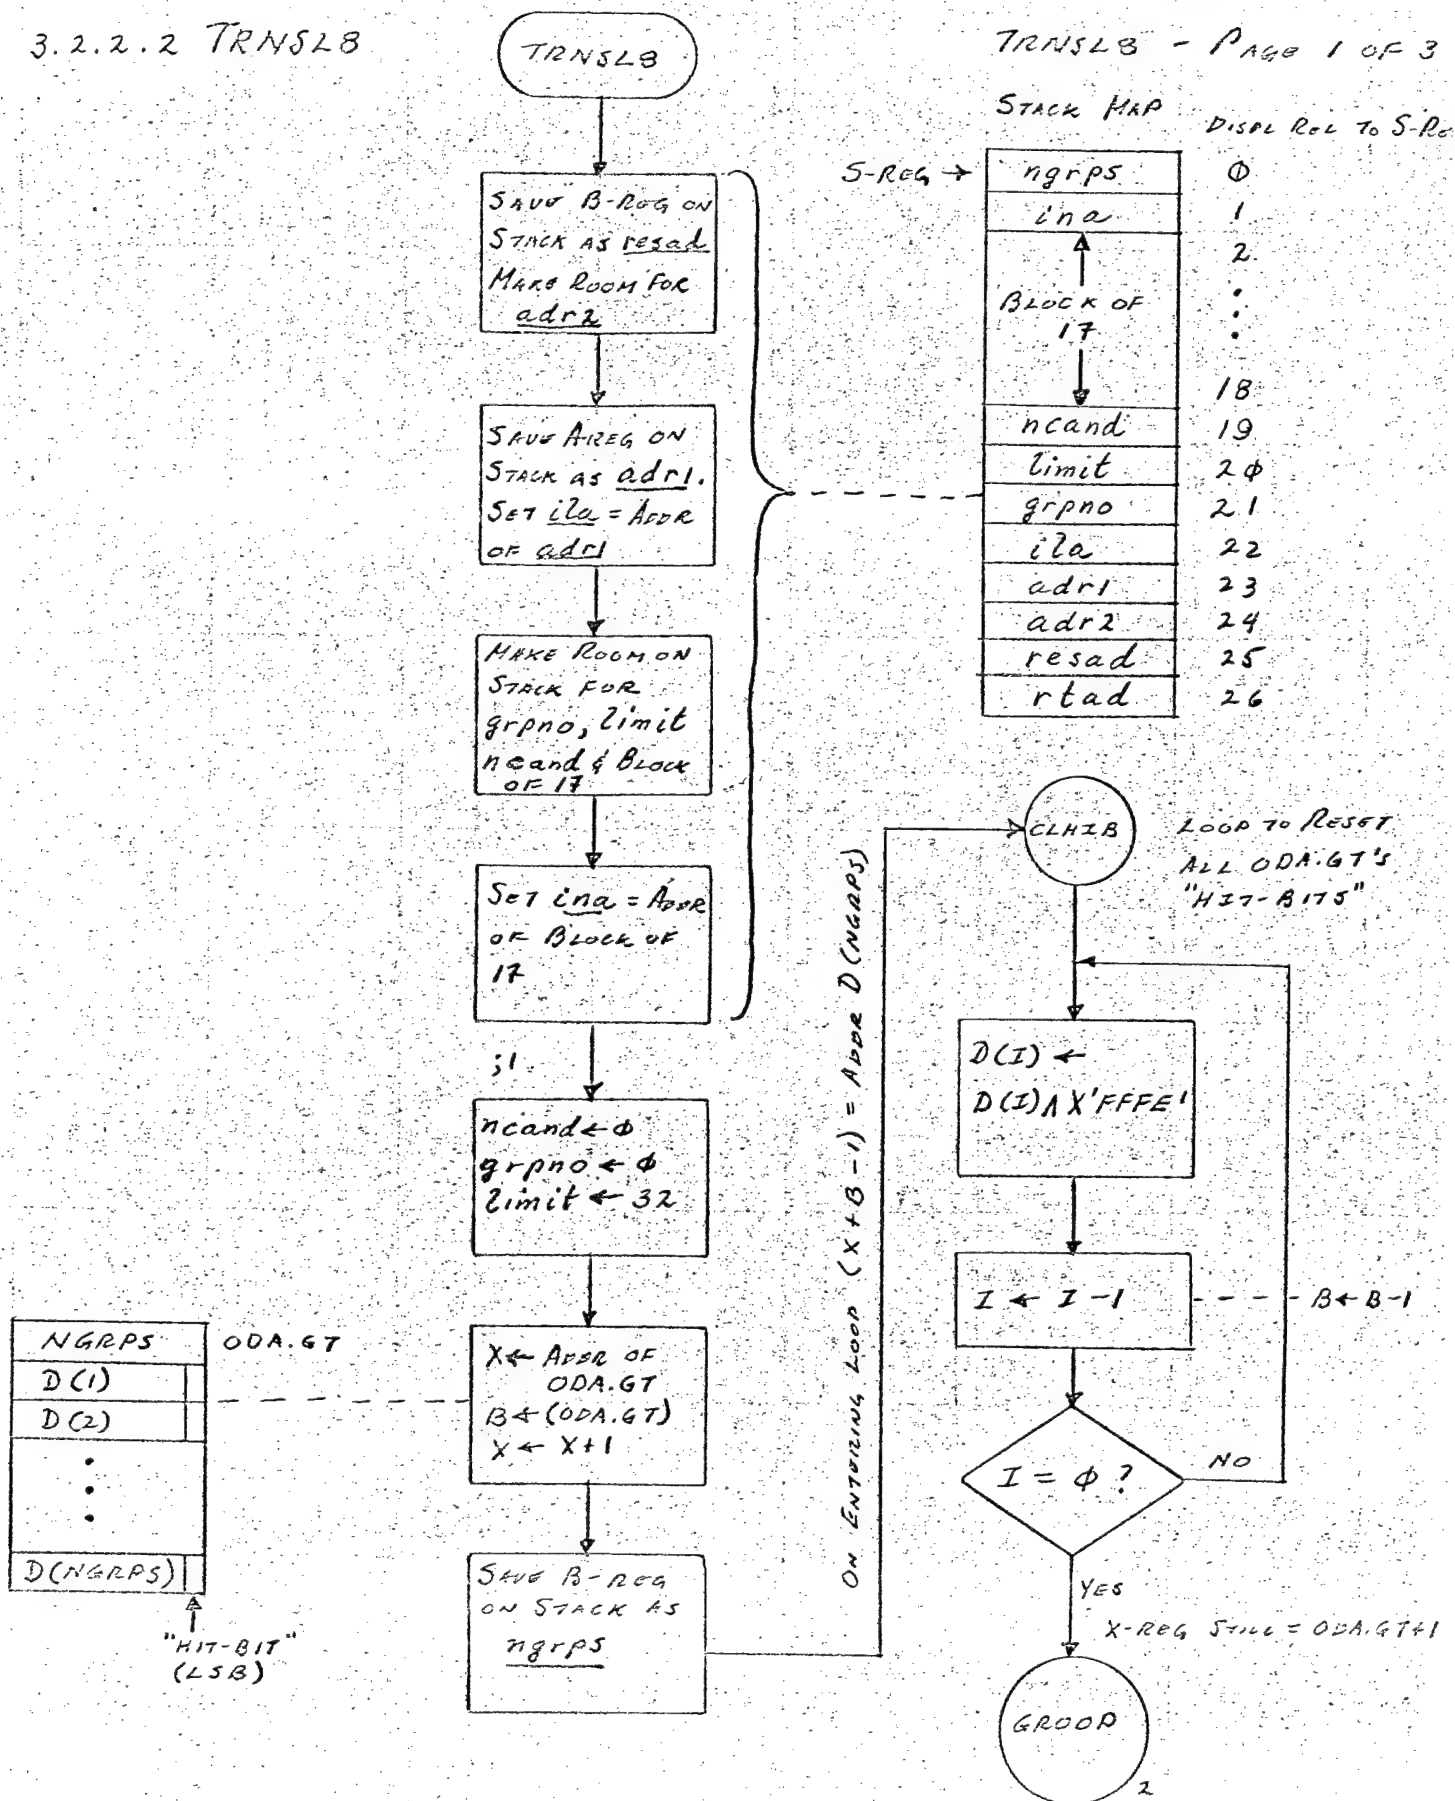 3.2.2.2 TRNSL8
TRNSL8 - PAGE 1 OF 3
TRNSL8
SAVE B-REG ON
STACK AS resad
MAKE ROOM FOR
adr2
SAVE A-REG ON
STACK AS adr1.
SET ila = ADDR
OF adr1
MAKE ROOM ON
STACK FOR
grpno, limit
ncand & BLOCK
OF 17
SET ina = ADDR
OF BLOCK OF
17
;1
ncand ← Φ
grpno ← Φ
limit ← 32
X ← ADDR OF
ODA.GT
B ← (ODA.GT)
X ← X+1
SAVE B-REG
ON STACK AS
ngrps
NGRPS ODA.GT
D(1)
D(2)
D(NGRPS)
"HIT-BIT"
(LSB)
STACK MAP
DISPL REL TO S-RE
S-REG → ngrps Φ
ina 1
2
BLOCK OF
17
18
ncand 19
limit 2Φ
grpno 21
ila 22
adr1 23
adr2 24
resad 25
rtad 26
ON ENTERING LOOP (X+B-1) = ADDR D(NGRPS)
CLHIB
LOOP TO RESET
ALL ODA.GT'S
"HIT-BITS"
D(I) ←
D(I) ∧ X'FFFE'
I ← I-1
B ← B-1
I = Φ ?
NO
YES
X-REG STILL = ODA.GT+1
GROOP
2